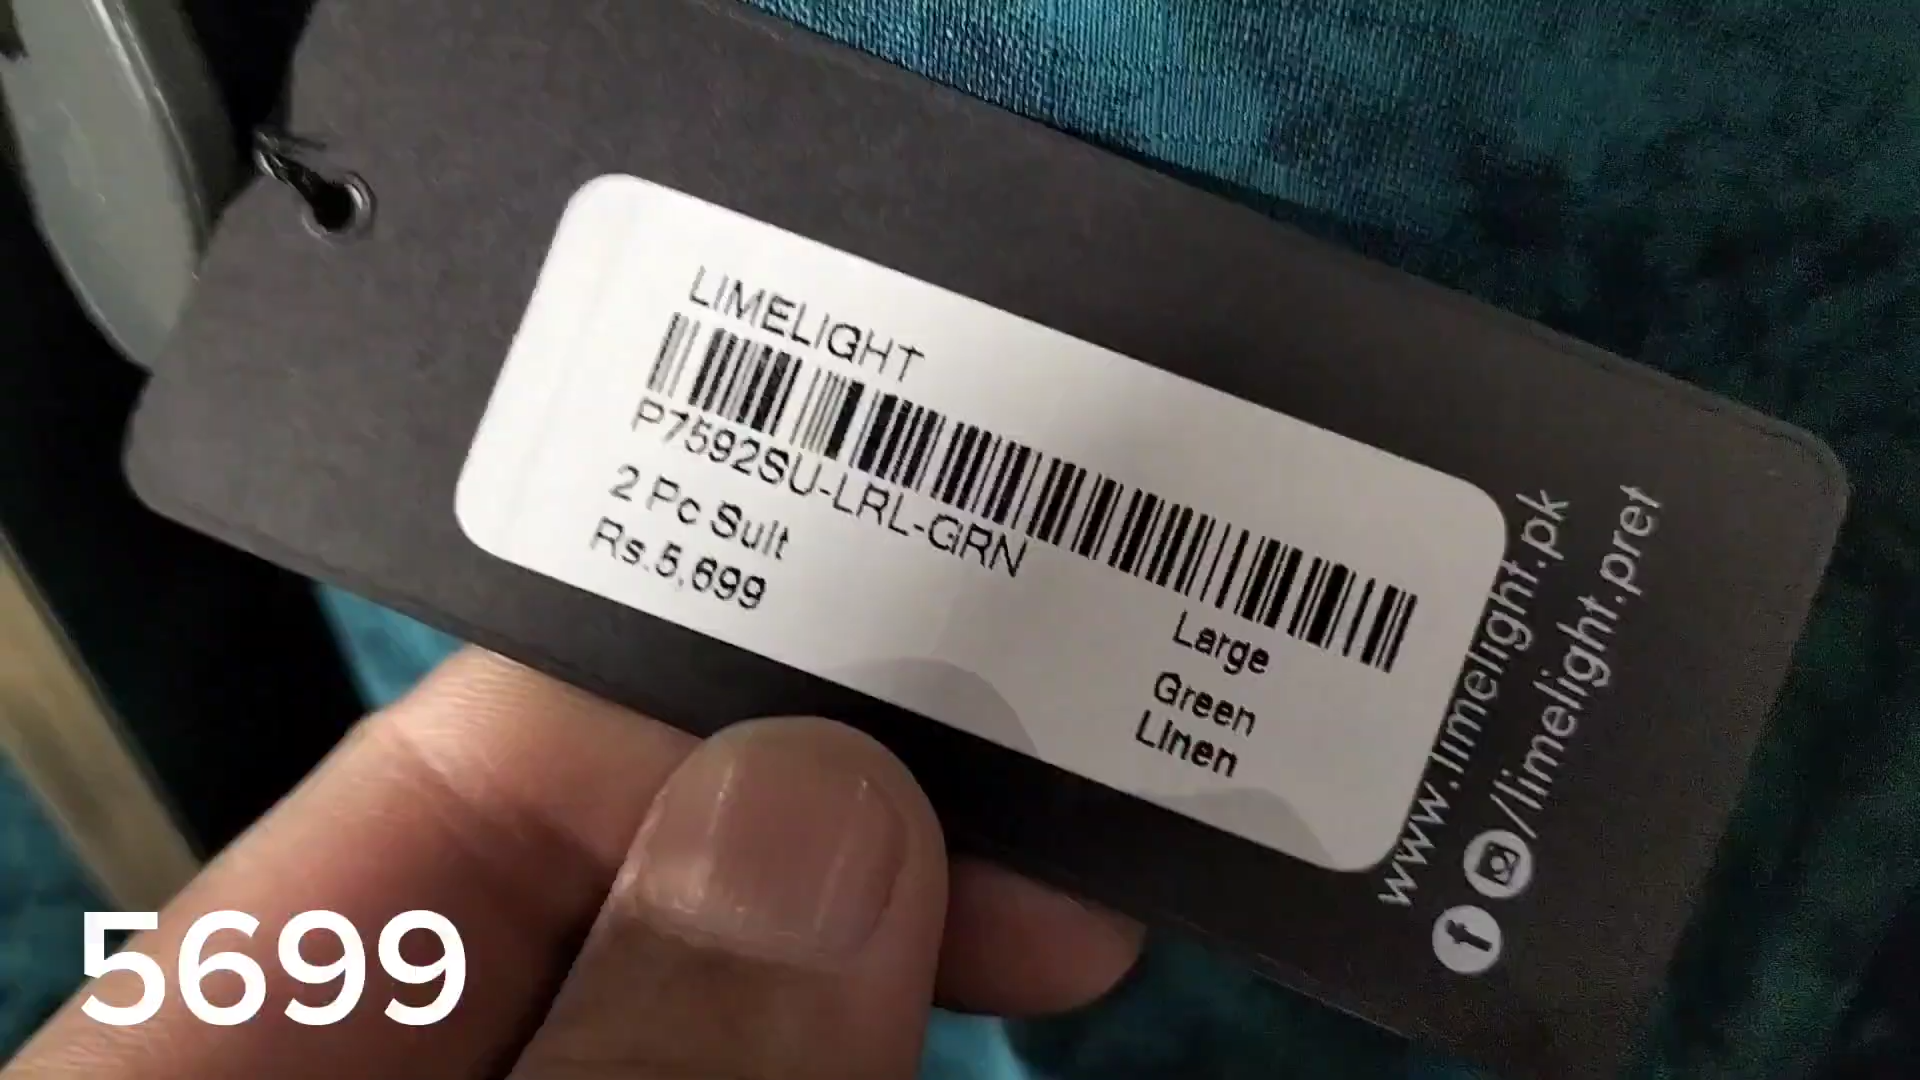 LIMELIGHT
P7592SU-LRL-GRN
2 Pc Suit
Rs.5,699
Large
Green
Linen
www.limelight.pk
/limelight.pret
5699